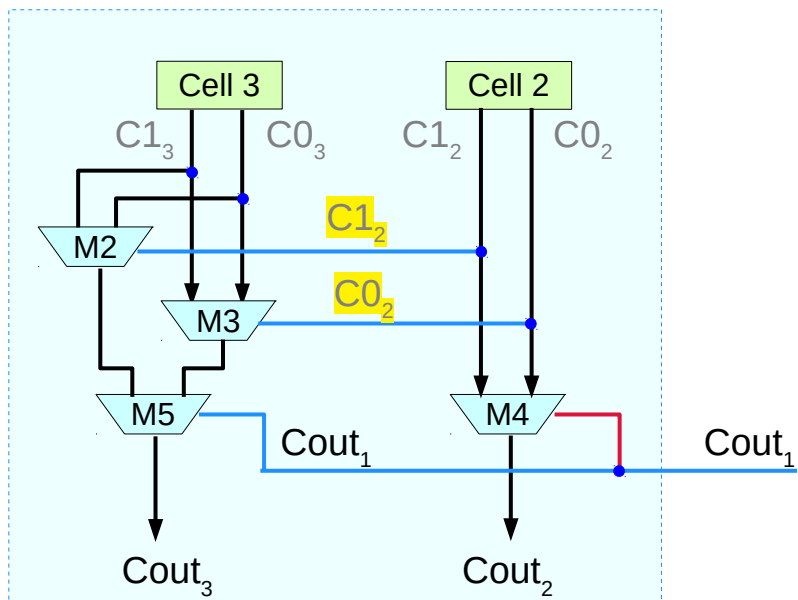 Cell 3
Cell 2
C1₃
C0₃
C1₂
C0₂
C1₂
M2
C0₂
M3
M5
M4
Cout₁
Cout₁
Cout₃
Cout₂